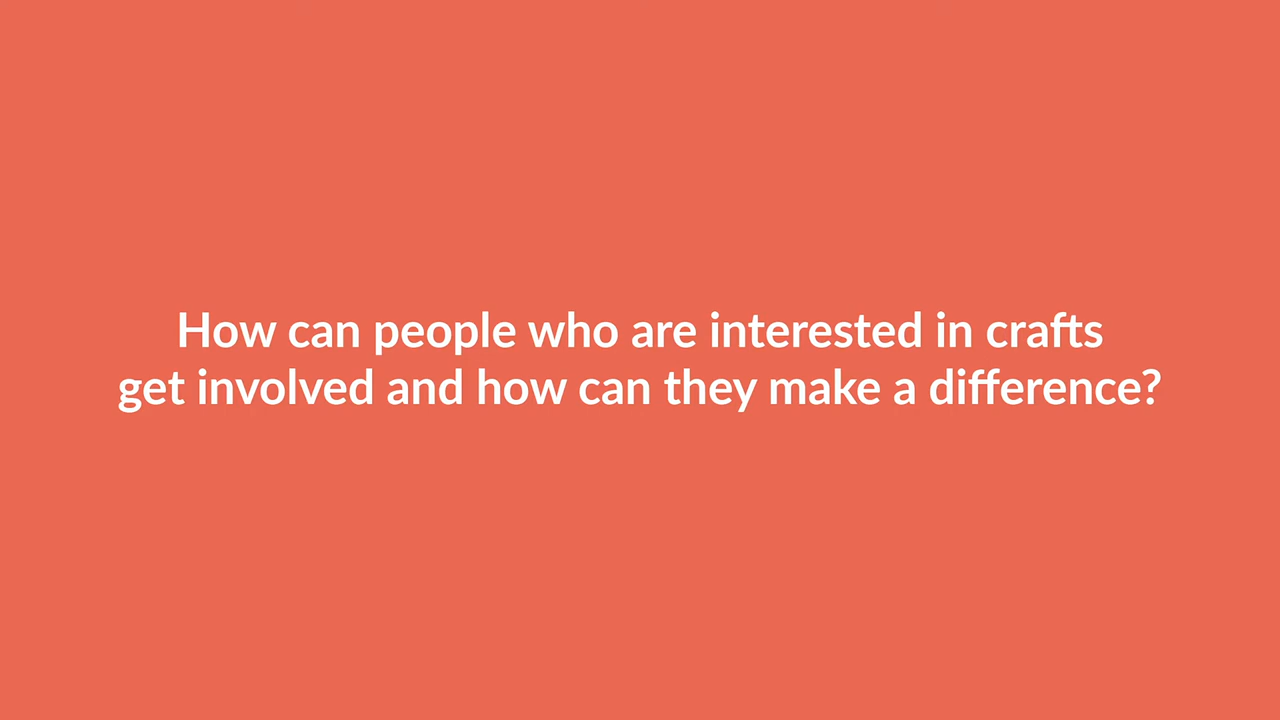 How can people who are interested in crafts
get involved and how can they make a difference?